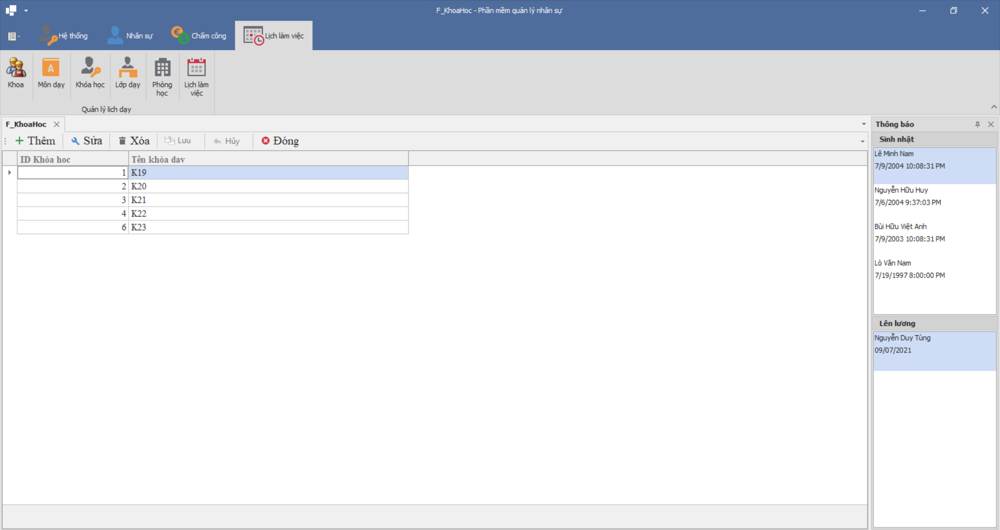 F_KhoaHoc - Phần mềm quản lý nhân sự
Hệ thống
Nhân sự
Chấm công
Lịch làm việc
Khoa
Môn dạy
Khóa học
Lớp dạy
Phòng học
Lịch làm việc
Quản lý lich dạy
F_KhoaHoc
Thêm
Sửa
Xóa
Lưu
Hủy
Đóng
ID Khóa học Tên khóa dạy
1 K19
2 K20
3 K21
4 K22
6 K23
Thông báo
Sinh nhật
Lê Minh Nam
7/9/2004 10:08:31 PM
Nguyễn Hữu Huy
7/6/2004 9:37:03 PM
Bùi Hữu Việt Anh
7/9/2003 10:08:31 PM
Lò Văn Nam
7/19/1997 8:00:00 PM
Lên lương
Nguyễn Duy Tùng
09/07/2021